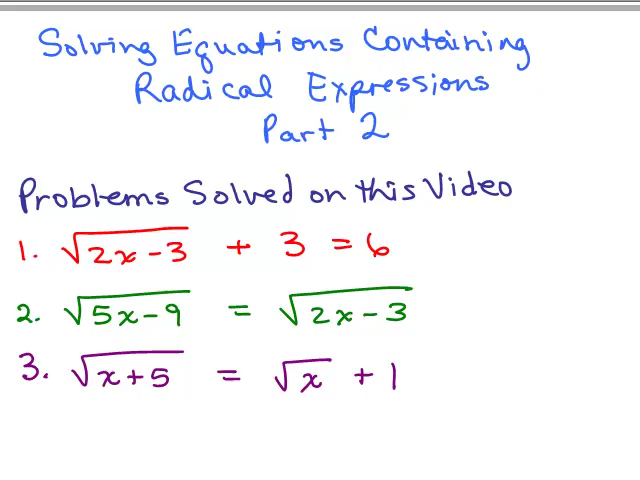 Solving Equations Containing
Radical Expressions
Part 2
Problems Solved on this Video
1. √(2x-3) + 3 = 6
2. √(5x-9) = √(2x-3)
3. √(x+5) = √x + 1